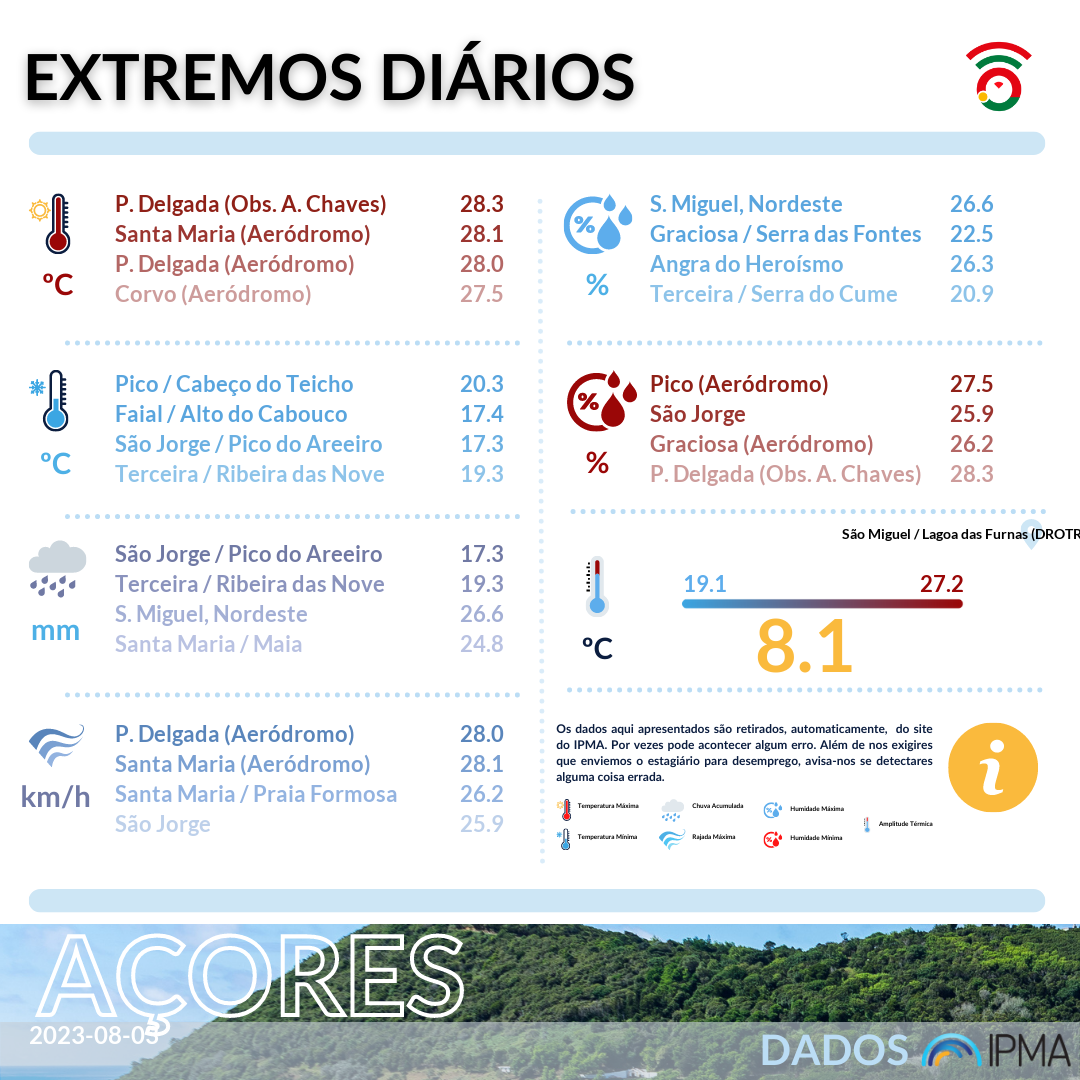 EXTREMOS DIÁRIOS
P. Delgada (Obs. A. Chaves) 28.3
Santa Maria (Aeródromo) 28.1
P. Delgada (Aeródromo) 28.0
Corvo (Aeródromo) 27.5
ºC
Pico / Cabeço do Teicho 20.3
Faial / Alto do Cabouco 17.4
São Jorge / Pico do Areeiro 17.3
Terceira / Ribeira das Nove 19.3
ºC
São Jorge / Pico do Areeiro 17.3
Terceira / Ribeira das Nove 19.3
S. Miguel, Nordeste 26.6
Santa Maria / Maia 24.8
mm
P. Delgada (Aeródromo) 28.0
Santa Maria (Aeródromo) 28.1
Santa Maria / Praia Formosa 26.2
São Jorge 25.9
km/h
%
S. Miguel, Nordeste 26.6
Graciosa / Serra das Fontes 22.5
Angra do Heroísmo 26.3
Terceira / Serra do Cume 20.9
%
%
Pico (Aeródromo) 27.5
São Jorge 25.9
Graciosa (Aeródromo) 26.2
P. Delgada (Obs. A. Chaves) 28.3
%
São Miguel / Lagoa das Furnas (DROTR
19.1 27.2
8.1
ºC
Os dados aqui apresentados são retirados, automaticamente, do site
do IPMA. Por vezes pode acontecer algum erro. Além de nos exigires
que enviemos o estagiário para desemprego, avisa-nos se detectares
alguma coisa errada.
i
Temperatura Máxima Chuva Acumulada Humidade Máxima
Amplitude Térmica
Temperatura Mínima Rajada Máxima Humidade Mínima
AÇORES
2023-08-05
DADOS IPMA